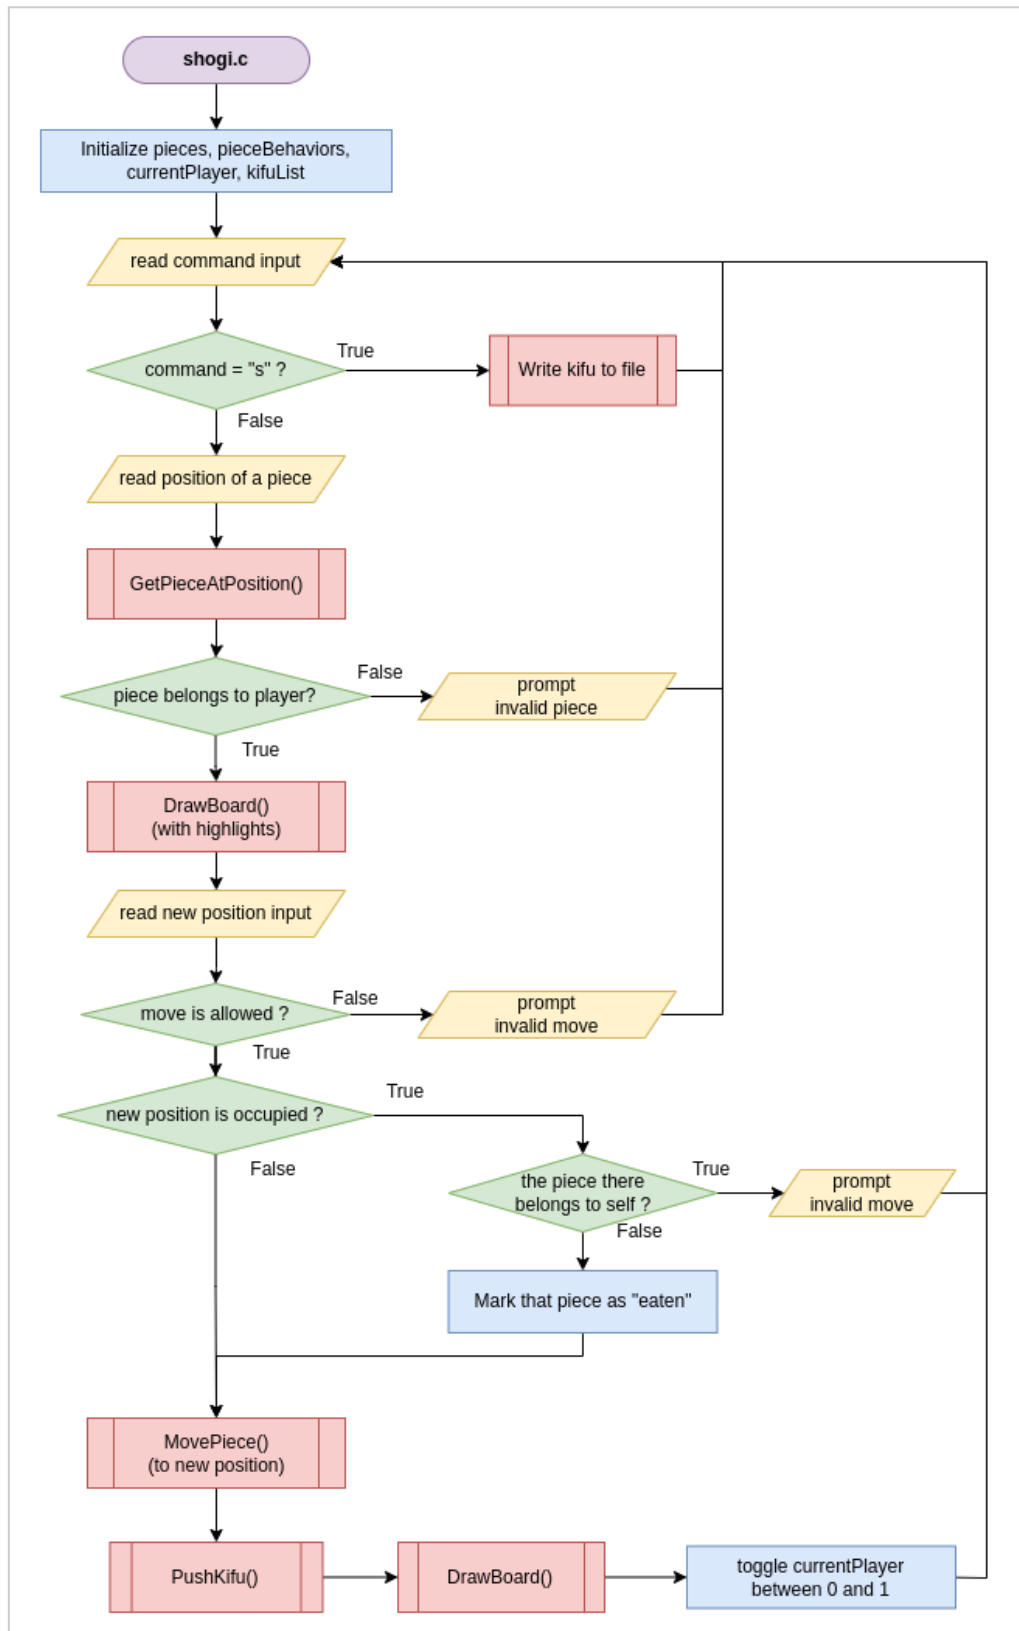 shogi.c
Initialize pieces, pieceBehaviors,
currentPlayer, kifuList
read command input
command = "s" ?
True
Write kifu to file
False
read position of a piece
GetPieceAtPosition()
piece belongs to player?
False
prompt
invalid piece
True
DrawBoard()
(with highlights)
read new position input
move is allowed ?
False
prompt
invalid move
True
new position is occupied ?
True
False
the piece there
belongs to self ?
True
prompt
invalid move
False
Mark that piece as "eaten"
MovePiece()
(to new position)
PushKifu()
DrawBoard()
toggle currentPlayer
between 0 and 1